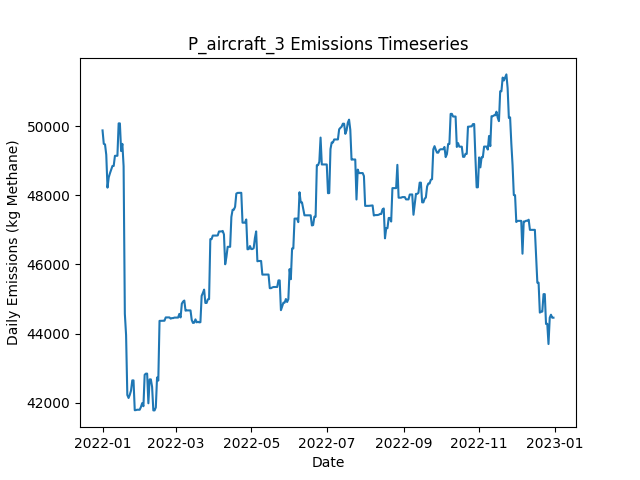 P_aircraft_3 Emissions Timeseries
Daily Emissions (kg Methane)
50000
48000
46000
44000
42000
2022-01 2022-03 2022-05 2022-07 2022-09 2022-11 2023-01
Date